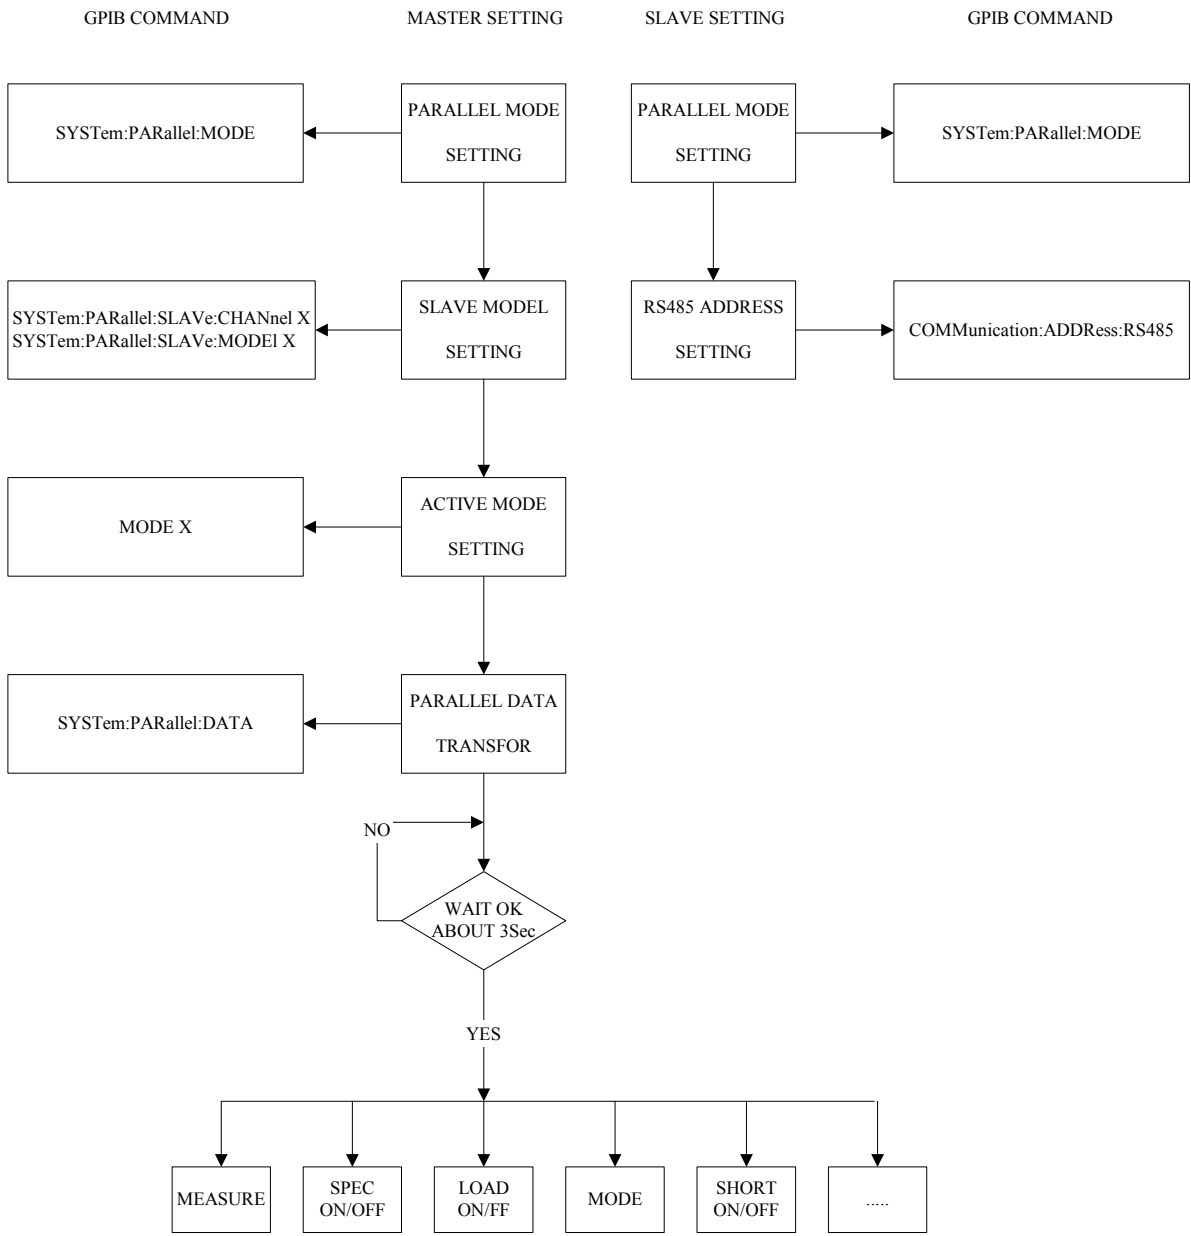 GPIB COMMAND
MASTER SETTING
SLAVE SETTING
GPIB COMMAND
SYSTem:PARallel:MODE
PARALLEL MODE
SETTING
PARALLEL MODE
SETTING
SYSTem:PARallel:MODE
SYSTem:PARallel:SLAVe:CHANnel X
SYSTem:PARallel:SLAVe:MODEl X
SLAVE MODEL
SETTING
RS485 ADDRESS
SETTING
COMMunication:ADDRess:RS485
MODE X
ACTIVE MODE
SETTING
SYSTem:PARallel:DATA
PARALLEL DATA
TRANSFOR
NO
WAIT OK
ABOUT 3Sec
YES
MEASURE
SPEC
ON/OFF
LOAD
ON/FF
MODE
SHORT
ON/OFF
.....